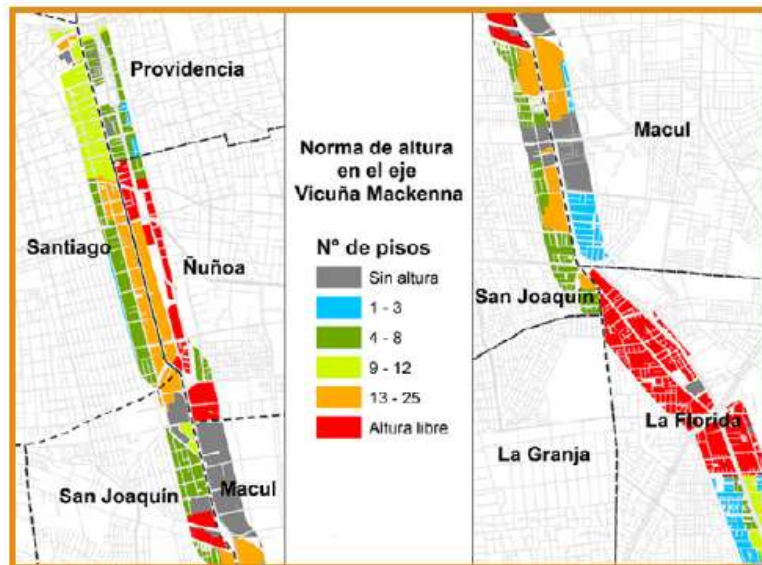 Providencia
Santiago
Ñuñoa
San Joaquín
Macul
Norma de altura
en el eje
Vicuña Mackenna
Nª de pisos
Sin altura
1 - 3
4 - 8
9 - 12
13 - 25
Altura libre
Macul
San Joaquín
La Florida
La Granja